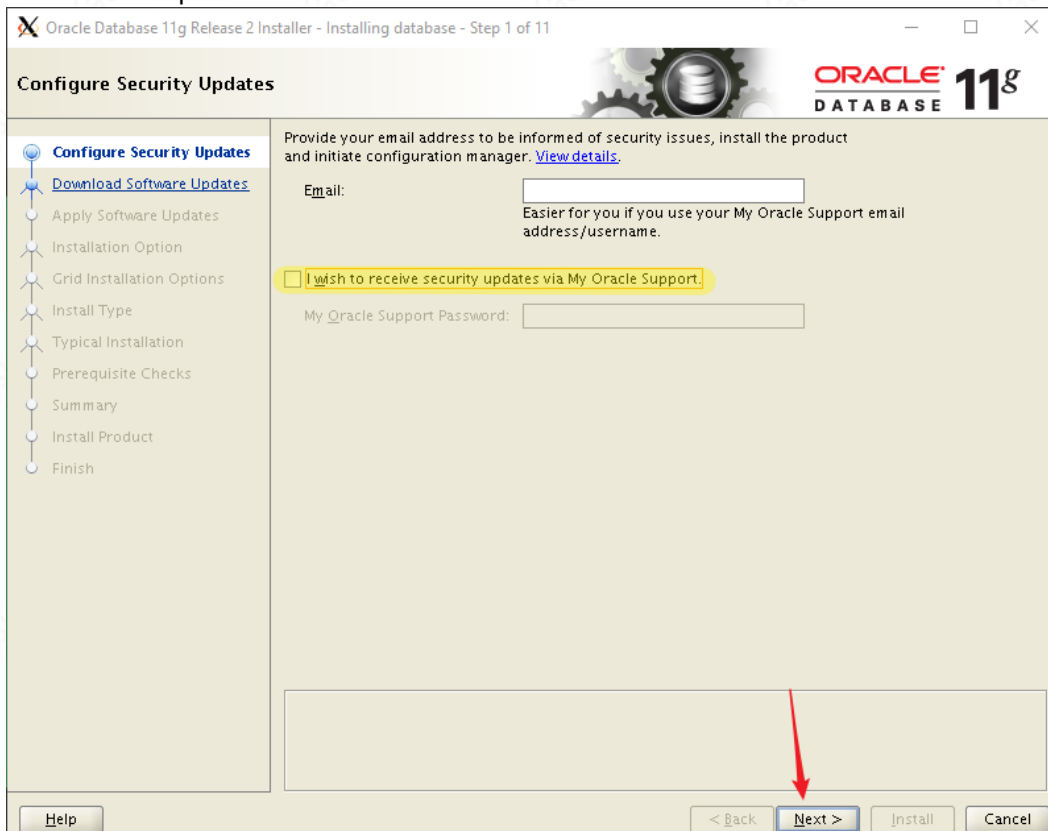 Oracle Database 11g Release 2 Installer - Installing database - Step 1 of 11
Configure Security Updates
ORACLE
DATABASE
11g
Configure Security Updates
Download Software Updates
Apply Software Updates
Installation Option
Grid Installation Options
Install Type
Typical Installation
Prerequisite Checks
Summary
Install Product
Finish
Provide your email address to be informed of security issues, install the product
and initiate configuration manager. View details.
Email:
Easier for you if you use your My Oracle Support email
address/username.
I wish to receive security updates via My Oracle Support.
My Oracle Support Password:
Help
< Back
Next >
Install
Cancel